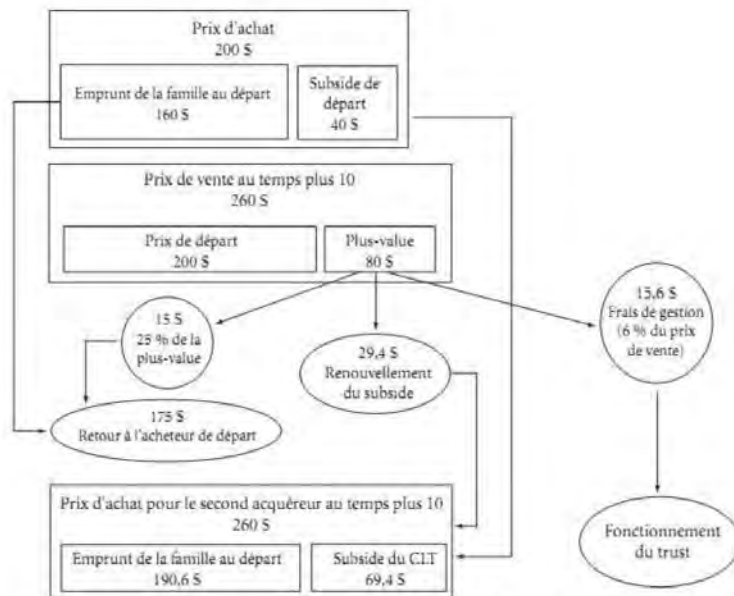 Prix d'achat
200 $
Emprunt de la famille au départ
160 $
Subside de
départ
40 $
Prix de vente au temps plus 10
260 $
Prix de départ
200 $
Plus-value
80 $
15 $
25 % de la
plus-value
29,4 $
Renouvellement
du subside
15,6 $
Frais de gestion
(6 % du prix
de vente)
175 $
Retour à l'acheteur de départ
Prix d'achat pour le second acquéreur au temps plus 10
260 $
Emprunt de la famille au départ
190,6 $
Subside du CLT
69,4 $
Fonctionnement
du trust